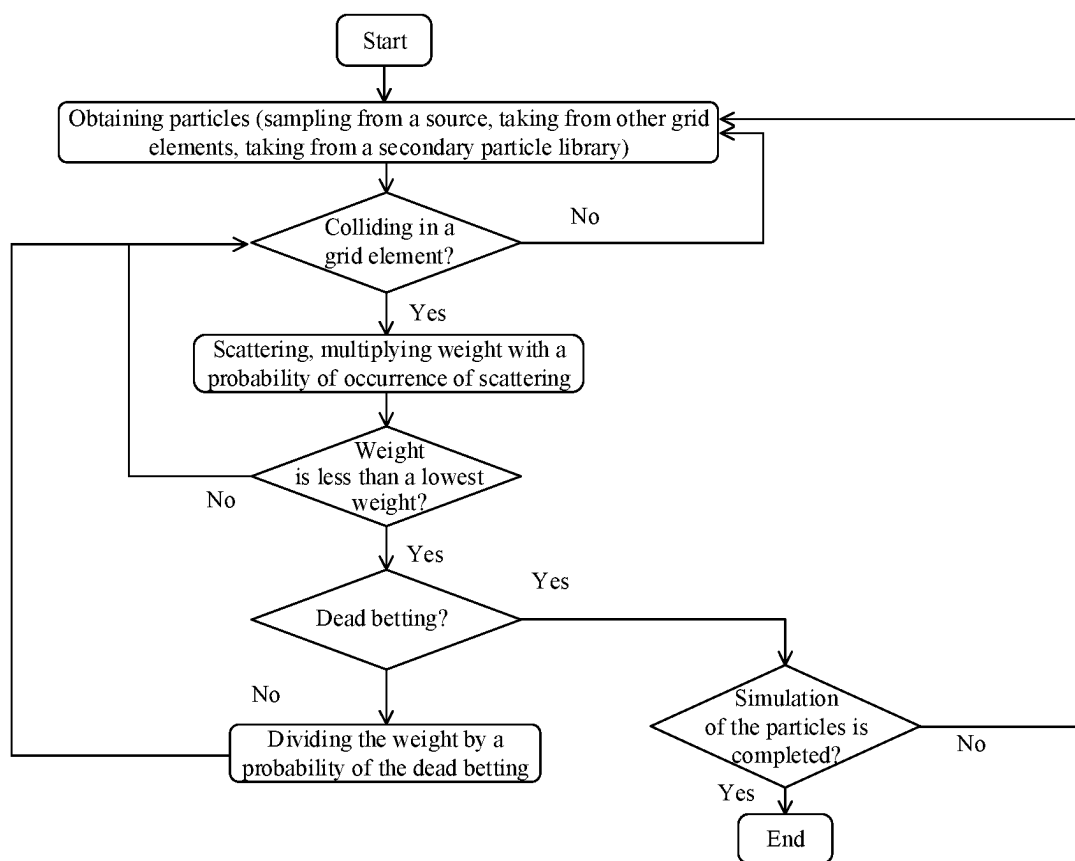 Start
Obtaining particles (sampling from a source, taking from other grid
elements, taking from a secondary particle library)
Colliding in a
grid element?
No
Yes
Scattering, multiplying weight with a
probability of occurrence of scattering
Weight
is less than a lowest
weight?
No
Yes
Dead betting?
Yes
No
Dividing the weight by a
probability of the dead betting
Simulation
of the particles is
completed?
No
Yes
End